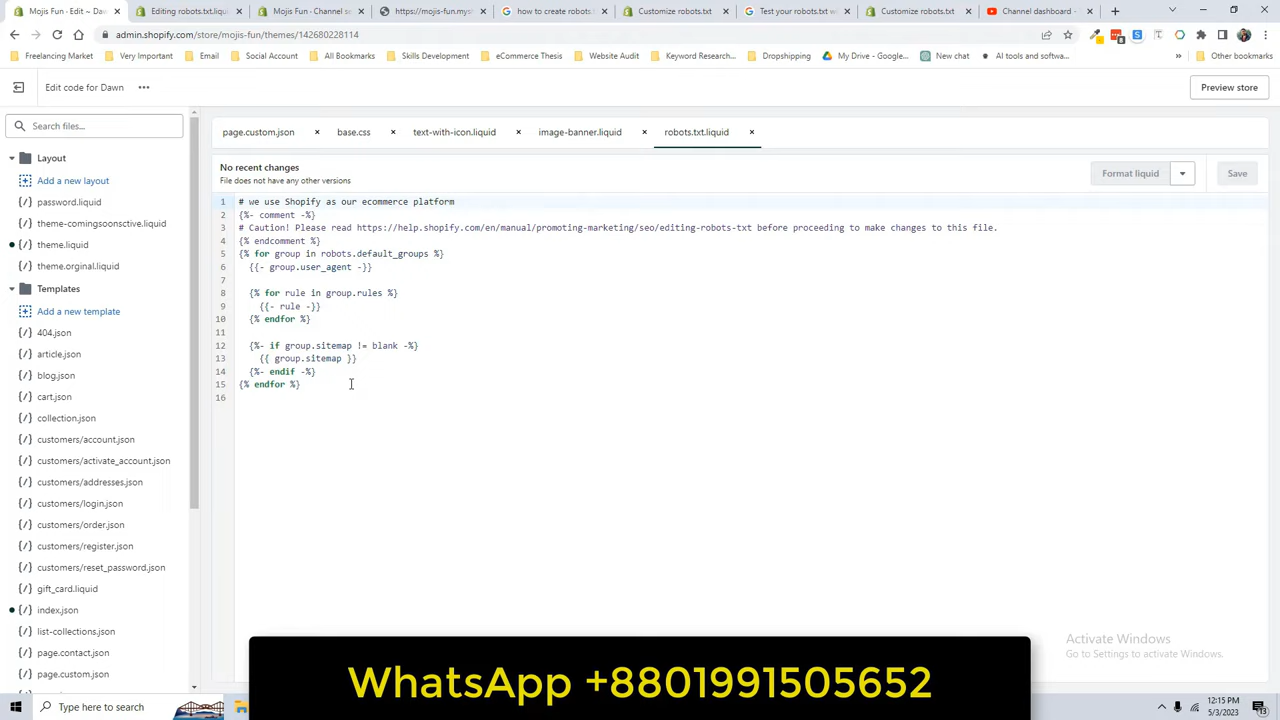 Mojis Fun - Edit code for Daw
Editing robots.txt.liquid
Mojis Fun - Channel se
https://mojis-fun.mysh
how to create robots.t
Customize robots.txt
Test your robots.txt w
Customize robots.txt
Channel dashboard -
admin.shopify.com/store/mojis-fun/themes/142680228114
Freelancing Market
Very Important
Email
Social Account
All Bookmarks
Skills Development
eCommerce Thesis
Website Audit
Keyword Research...
Dropshipping
My Drive - Google...
New chat
AI tools and softwa...
»
Other bookmarks
Edit code for Dawn
Preview store
Search files...
page.custom.json
base.css
text-with-icon.liquid
image-banner.liquid
robots.txt.liquid
No recent changes
File does not have any other versions
Format liquid
Save
Layout
Add a new layout
password.liquid
theme-comingsoonsctive.liquid
theme.liquid
theme.orginal.liquid
Templates
Add a new template
404.json
article.json
blog.json
cart.json
collection.json
customers/account.json
customers/activate_account.json
customers/addresses.json
customers/login.json
customers/order.json
customers/register.json
customers/reset_password.json
gift_card.liquid
index.json
list-collections.json
page.contact.json
page.custom.json
1 # we use Shopify as our ecommerce platform
2 {%- comment -%}
3 # Caution! Please read https://help.shopify.com/en/manual/promoting-marketing/seo/editing-robots-txt before proceeding to make changes to this file.
4 {% endcomment %}
5 {% for group in robots.default_groups %}
6 {{- group.user_agent -}}
7
8 {% for rule in group.rules %}
9 {{- rule -}}
10 {% endfor %}
11
12 {%- if group.sitemap != blank -%}
13 {{ group.sitemap }}
14 {%- endif -%}
15 {% endfor %}
16
Activate Windows
Go to Settings to activate Windows.
WhatsApp +8801991505652
Type here to search
12:15 PM
5/3/2023